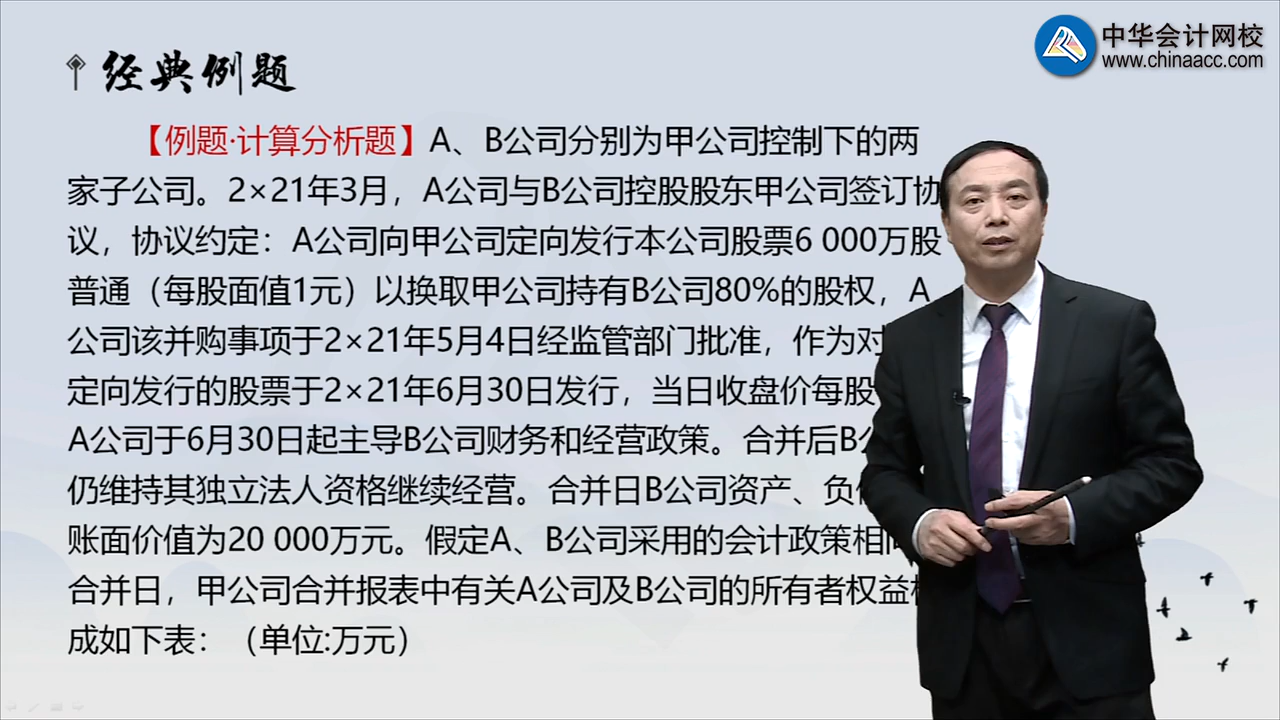 经典例题
中华会计网校
www.chinaacc.com
【例题·计算分析题】A、B公司分别为甲公司控制下的两
家子公司。2×21年3月，A公司与B公司控股股东甲公司签订协
议，协议约定：A公司向甲公司定向发行本公司股票6 000万股
普通（每股面值1元）以换取甲公司持有B公司80%的股权，A
公司该并购事项于2×21年5月4日经监管部门批准，作为对
定向发行的股票于2×21年6月30日发行，当日收盘价每股
A公司于6月30日起主导B公司财务和经营政策。合并后B
仍维持其独立法人资格继续经营。合并日B公司资产、负
账面价值为20 000万元。假定A、B公司采用的会计政策相
合并日，甲公司合并报表中有关A公司及B公司的所有者权益
成如下表：（单位:万元）